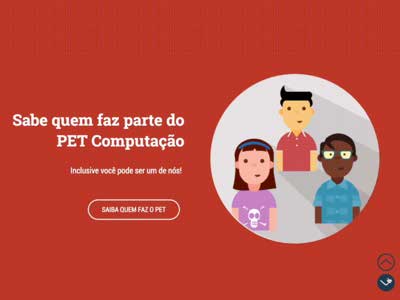 Sabe quem faz parte do
PET Computação
Inclusive você pode ser um de nós!
SAIBA QUEM FAZ O PET